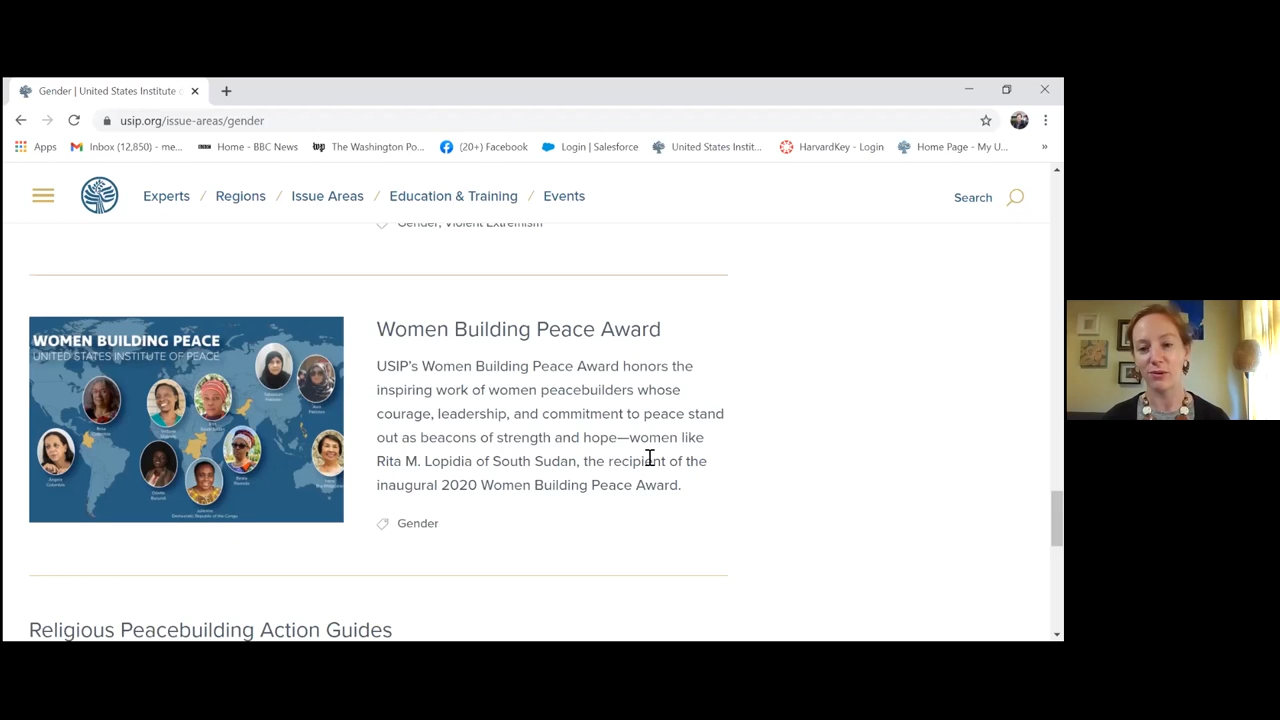 Gender | United States Institute o
usip.org/issue-areas/gender
Apps
Inbox (12,850) - me...
Home - BBC News
The Washington Po...
(20+) Facebook
Login | Salesforce
United States Instit...
HarvardKey - Login
Home Page - My U...
»
Experts / Regions / Issue Areas / Education & Training / Events
Search
Gender, Violent Extremism
WOMEN BUILDING PEACE
UNITED STATES INSTITUTE OF PEACE
Women Building Peace Award
USIP's Women Building Peace Award honors the
inspiring work of women peacebuilders whose
courage, leadership, and commitment to peace stand
out as beacons of strength and hope—women like
Rita M. Lopidia of South Sudan, the recipient of the
inaugural 2020 Women Building Peace Award.
Gender
Religious Peacebuilding Action Guides